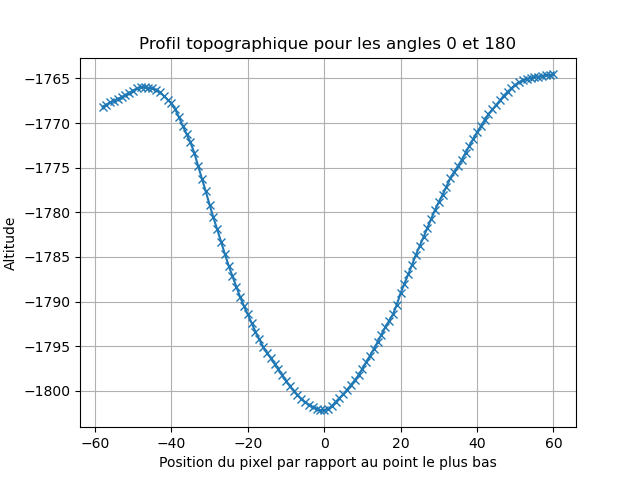 Profil topographique pour les angles 0 et 180
Altitude
−1765
−1770
−1775
−1780
−1785
−1790
−1795
−1800
−60 −40 −20 0 20 40 60
Position du pixel par rapport au point le plus bas